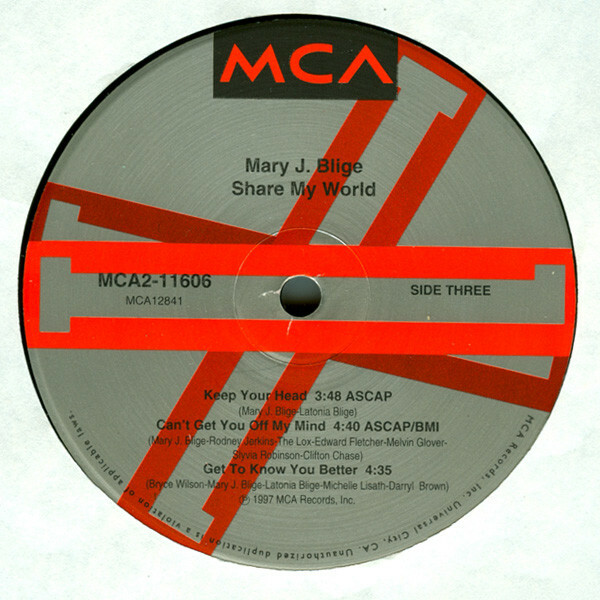 MCA
Mary J. Blige
Share My World
MCA2-11606
MCA12841
SIDE THREE
Keep Your Head 3:48 ASCAP
(Mary J. Blige-Latonia Blige)
Can't Get You Off My Mind 4:40 ASCAP/BMI
(Mary J. Blige-Rodney Jerkins-The Lox-Edward Fletcher-Melvin Glover-
Slyvia Robinson-Clifton Chase)
Get To Know You Better 4:35
(Bryce Wilson-Mary J. Blige-Latonia Blige-Michelle Lisath-Darryl Brown)
℗ 1997 MCA Records, Inc.
MCA Records, Inc. Universal City, CA. Unauthorized duplication is a violation of applicable laws.